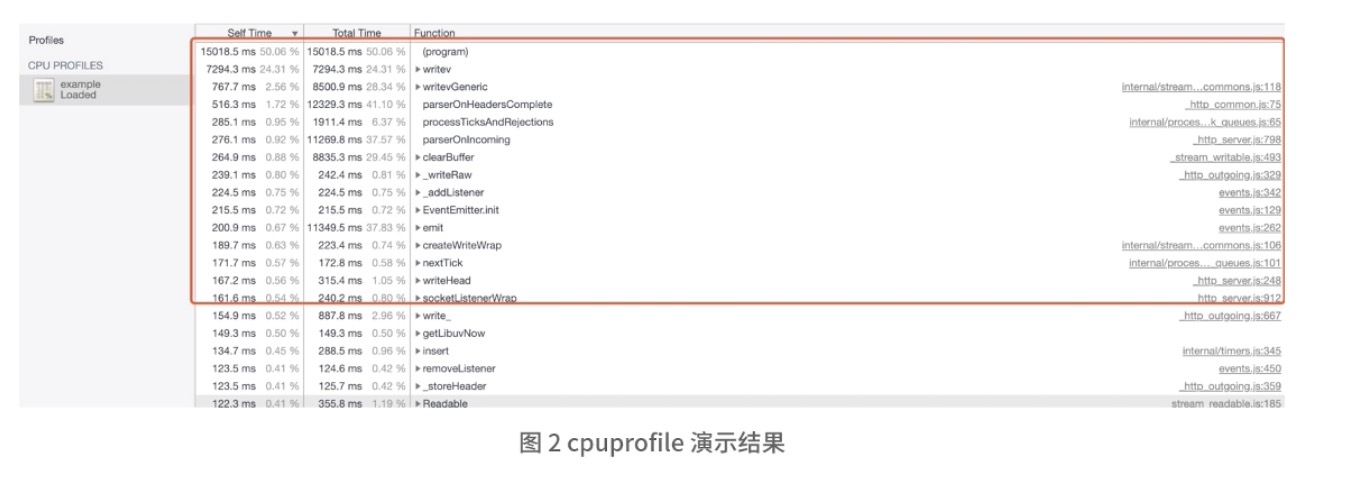 Profiles
CPU PROFILES
example
Loaded
Self Time ▼ Total Time Function
15018.5 ms 50.06 % 15018.5 ms 50.06 % (program)
7294.3 ms 24.31 % 7294.3 ms 24.31 % ▶writev
767.7 ms 2.56 % 8500.9 ms 28.34 % ▶writevGeneric internal/stream…commons.js:118
516.3 ms 1.72 % 12329.3 ms 41.10 % parserOnHeadersComplete _http_common.js:75
285.1 ms 0.95 % 1911.4 ms 6.37 % processTicksAndRejections internal/proces…k_queues.js:65
276.1 ms 0.92 % 11269.8 ms 37.57 % parserOnIncoming _http_server.js:798
264.9 ms 0.88 % 8835.3 ms 29.45 % ▶clearBuffer _stream_writable.js:493
239.1 ms 0.80 % 242.4 ms 0.81 % ▶_writeRaw _http_outgoing.js:329
224.5 ms 0.75 % 224.5 ms 0.75 % ▶_addListener events.js:342
215.5 ms 0.72 % 215.5 ms 0.72 % ▶EventEmitter.init events.js:129
200.9 ms 0.67 % 11349.5 ms 37.83 % ▶emit events.js:262
189.7 ms 0.63 % 223.4 ms 0.74 % ▶createWriteWrap internal/stream…commons.js:106
171.7 ms 0.57 % 172.8 ms 0.58 % ▶nextTick internal/proces…_queues.js:101
167.2 ms 0.56 % 315.4 ms 1.05 % ▶writeHead _http_server.js:248
161.6 ms 0.54 % 240.2 ms 0.80 % ▶socketListenerWrap _http_server.js:912
154.9 ms 0.52 % 887.8 ms 2.96 % ▶write_ _http_outgoing.js:667
149.3 ms 0.50 % 149.3 ms 0.50 % ▶getLibuvNow
134.7 ms 0.45 % 288.5 ms 0.96 % ▶insert internal/timers.js:345
123.5 ms 0.41 % 124.6 ms 0.42 % ▶removeListener events.js:450
123.5 ms 0.41 % 125.7 ms 0.42 % ▶_storeHeader _http_outgoing.js:359
122.3 ms 0.41 % 355.8 ms 1.19 % ▶Readable _stream_readable.js:185
图 2 cpuprofile 演示结果